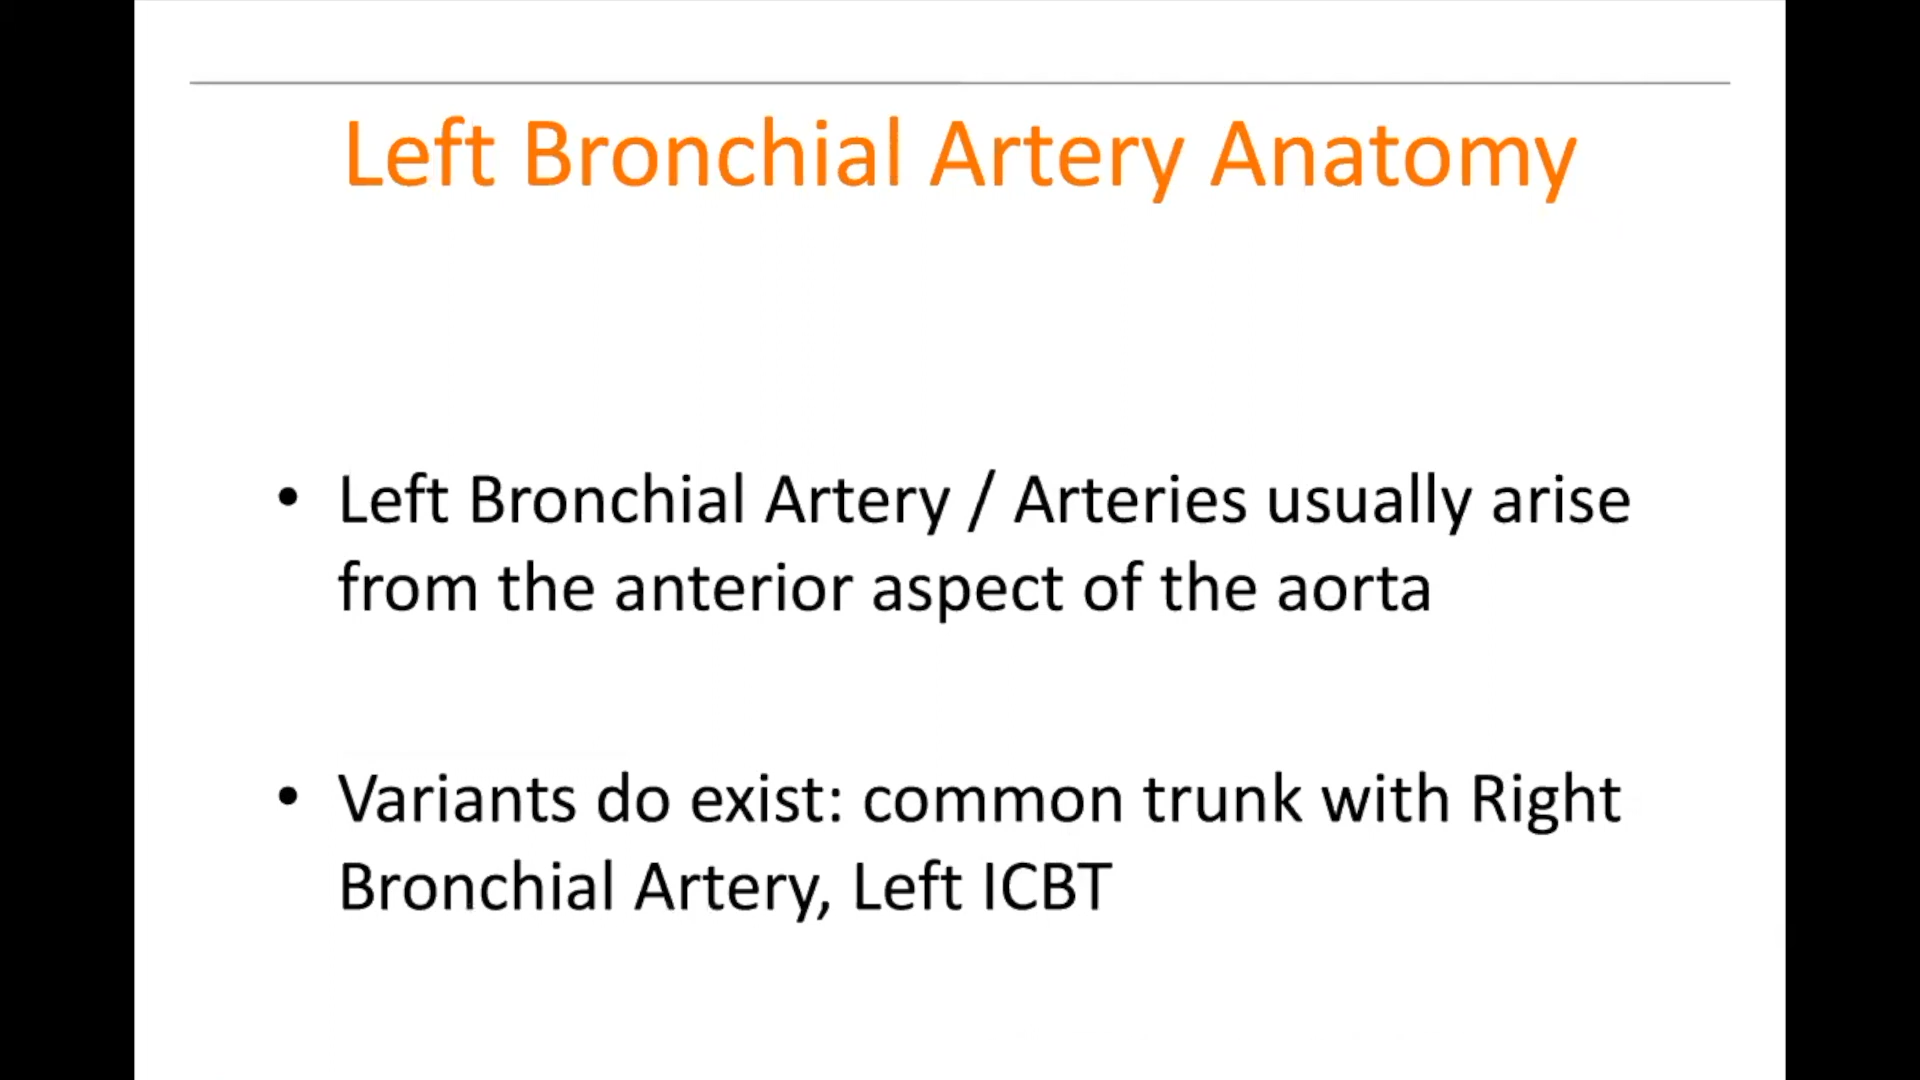 Left Bronchial Artery Anatomy
• Left Bronchial Artery / Arteries usually arise
from the anterior aspect of the aorta
• Variants do exist: common trunk with Right
Bronchial Artery, Left ICBT